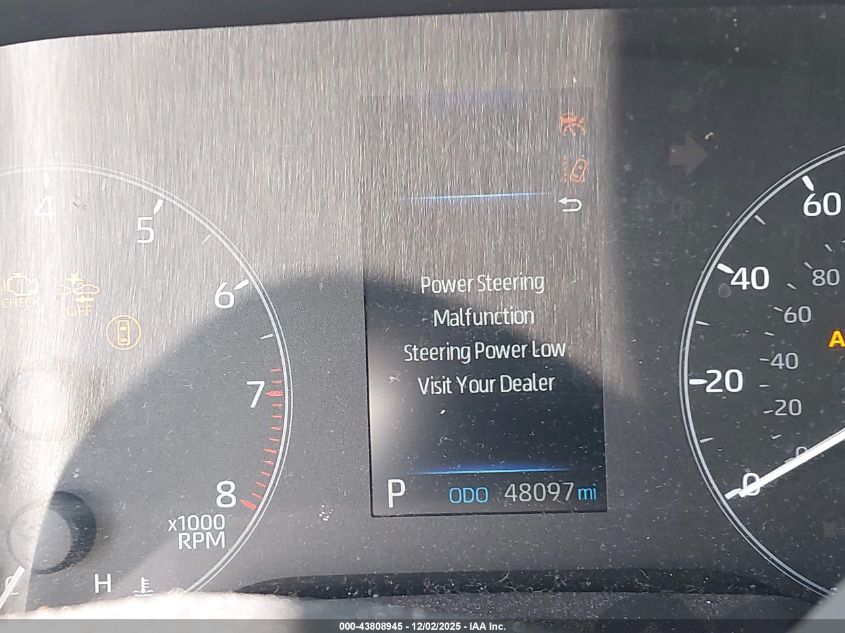 4
5
6
7
8
x1000
RPM
CHECK
OFF
H
Power Steering
Malfunction
Steering Power Low
Visit Your Dealer
P
ODO 48097 mi
60
40
20
0
80
60
40
20
0
A
000-43808945 - 12/02/2025 - IAA Inc.